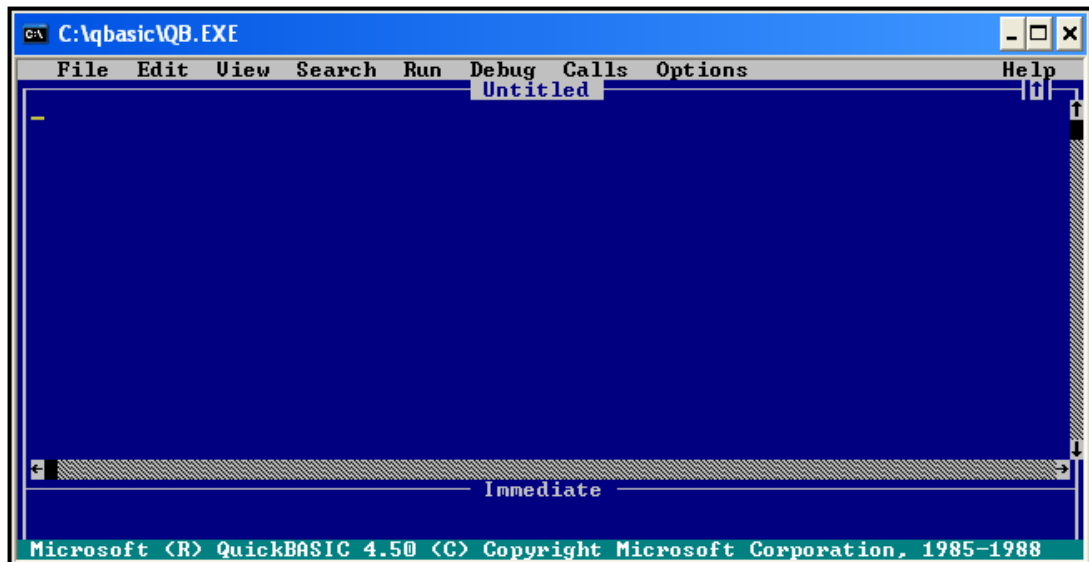 C:\qbasic\QB.EXE
File Edit View Search Run Debug Calls Options Help
Untitled
Immediate
Microsoft (R) QuickBASIC 4.50 (C) Copyright Microsoft Corporation, 1985-1988